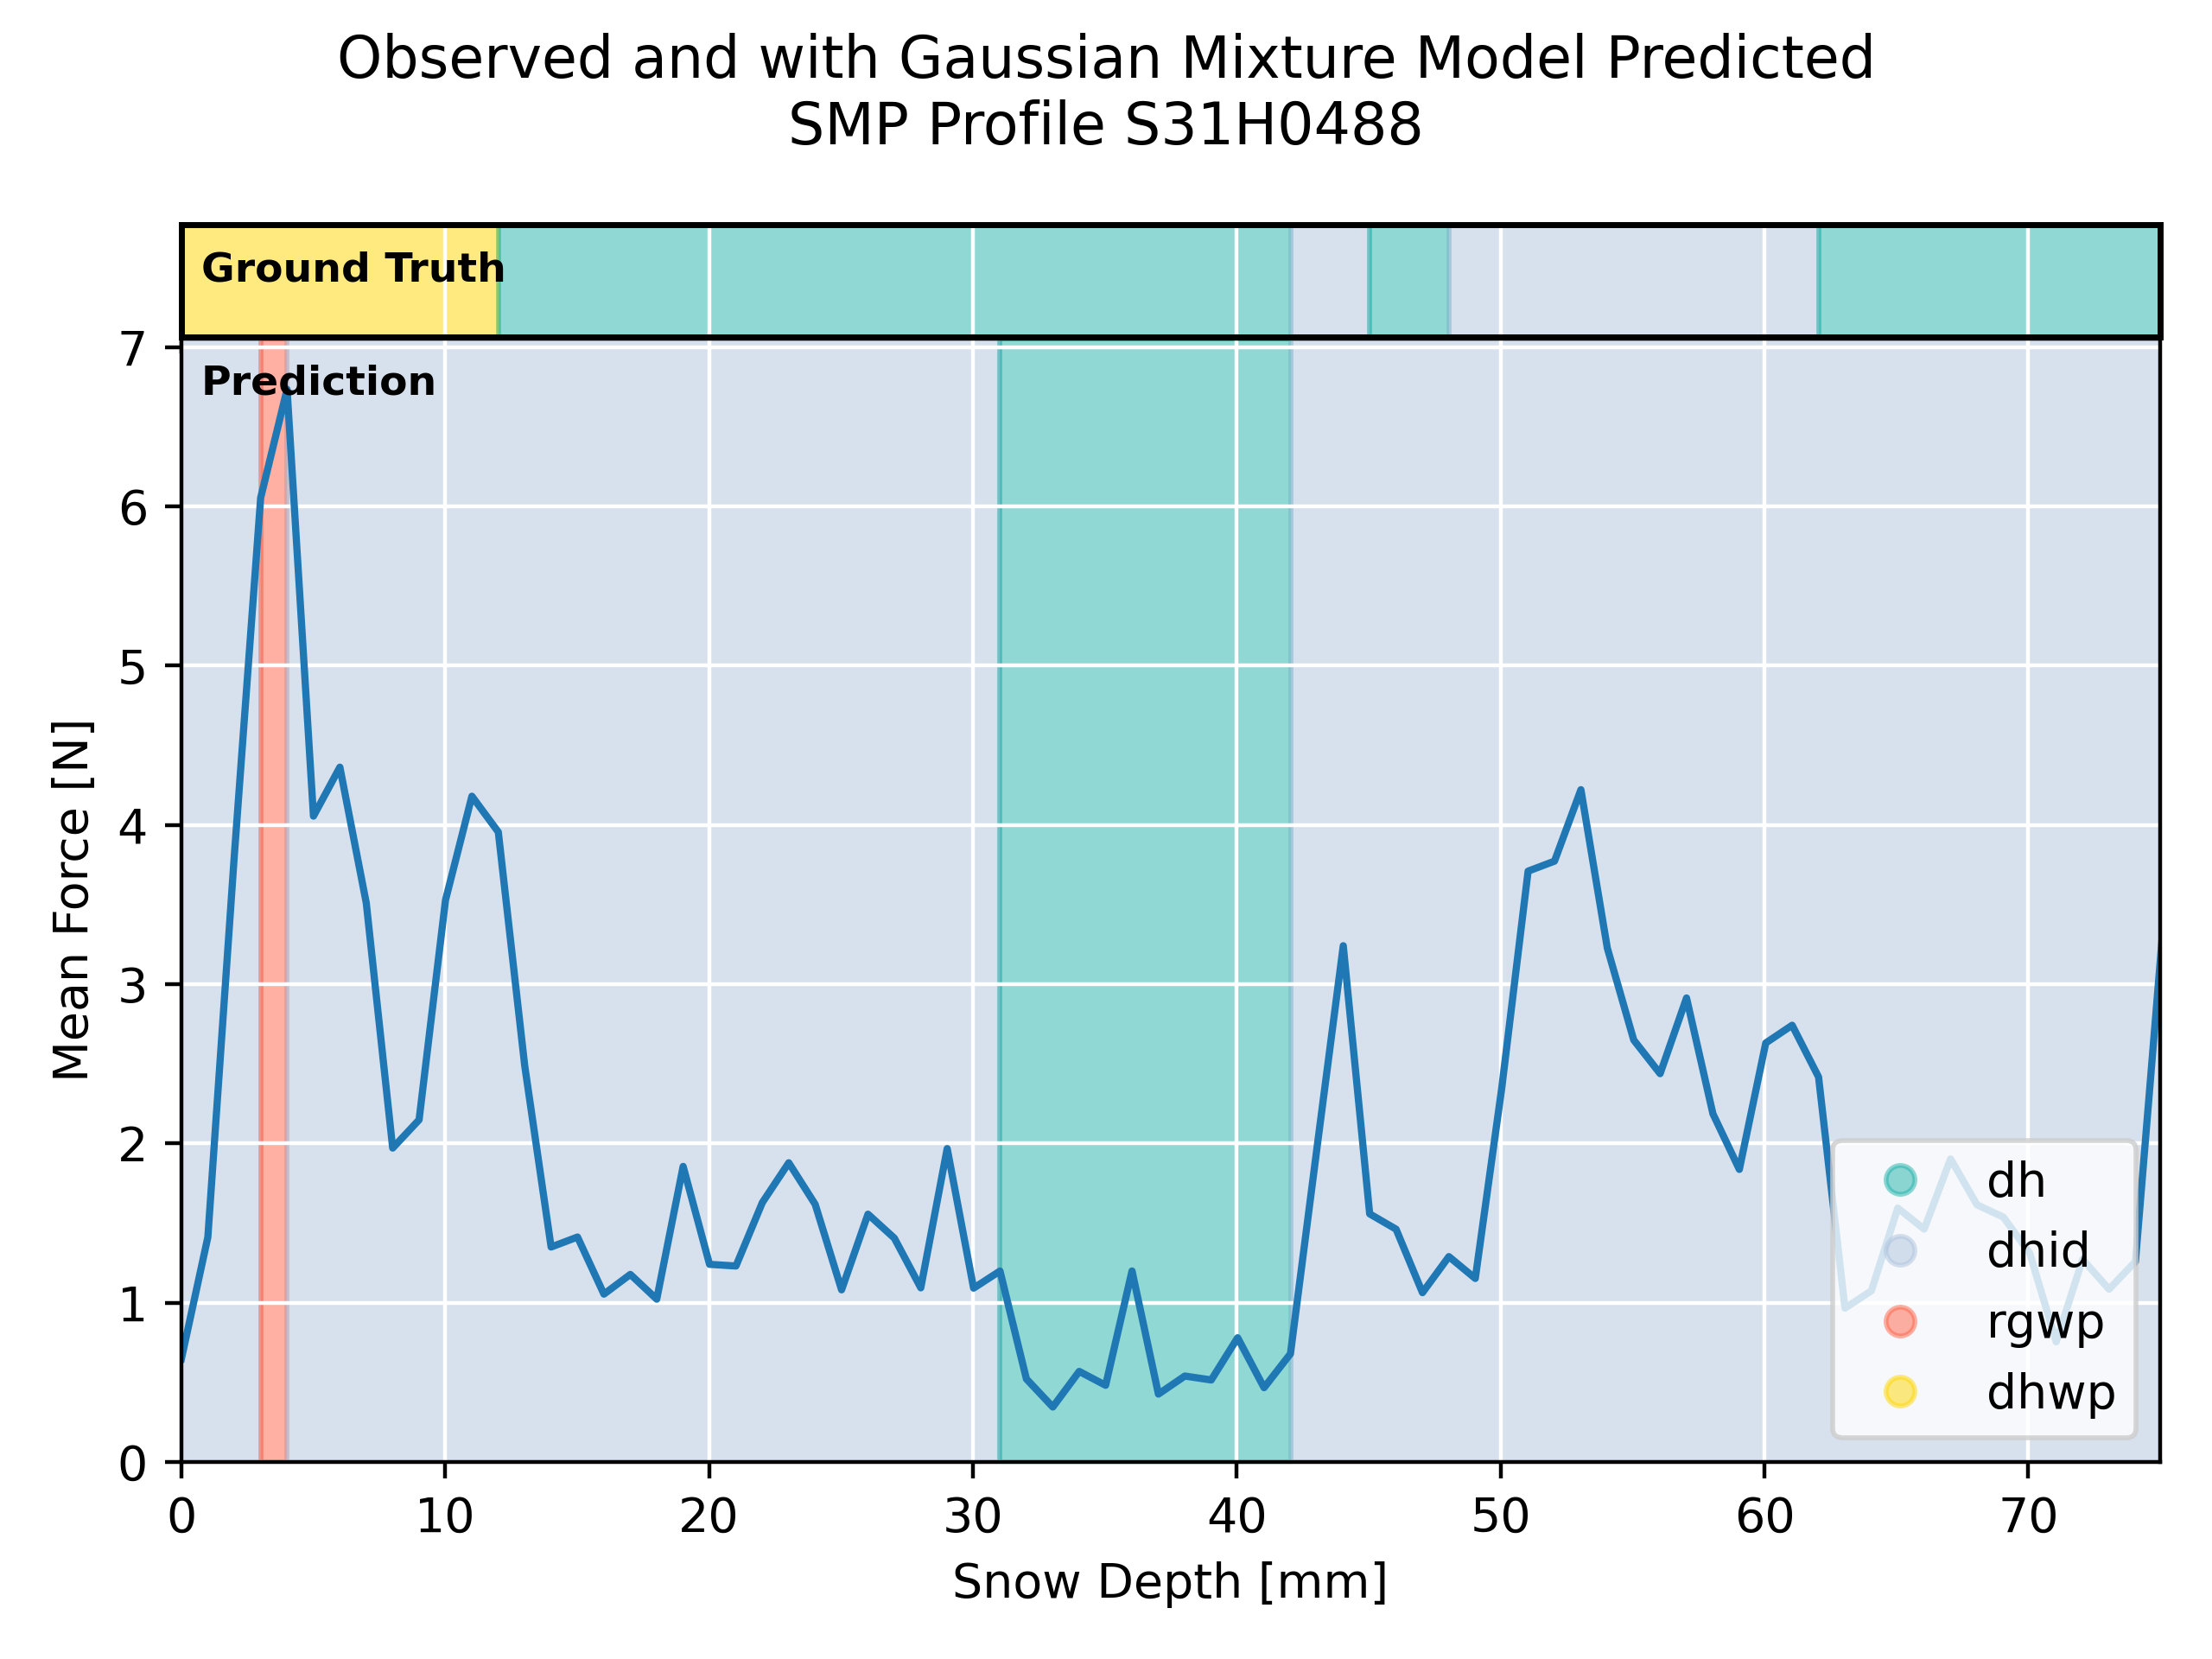 Observed and with Gaussian Mixture Model Predicted
SMP Profile S31H0488
Ground Truth
Prediction
7
6
5
4
3
2
1
0
Mean Force [N]
dh
dhid
rgwp
dhwp
0 10 20 30 40 50 60 70
Snow Depth [mm]